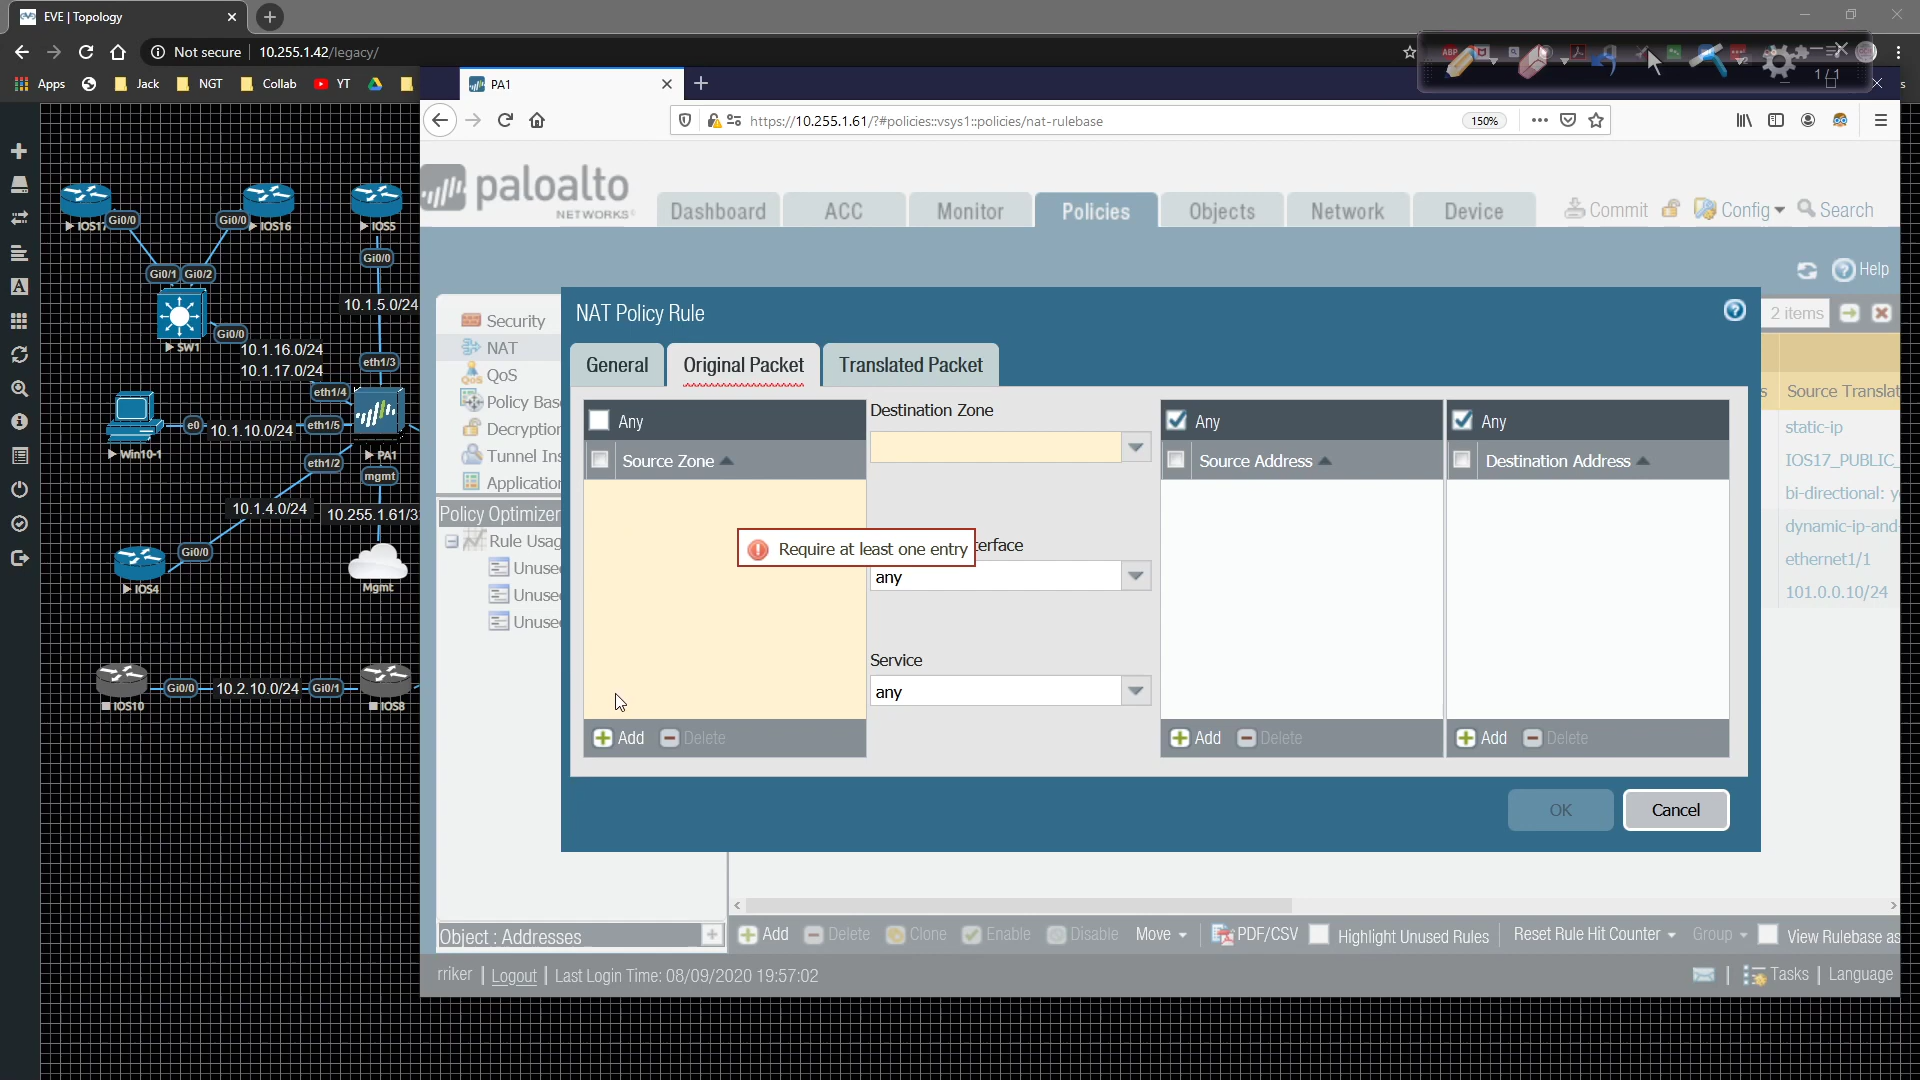 EVE | Topology
Not secure
10.255.1.42/legacy/
Apps
Jack
NGT
Collab
YT
PA1
1/1
https://10.255.1.61/?#policies::vsys1::policies/nat-rulebase
150%
paloalto
NETWORKS
Dashboard
ACC
Monitor
Policies
Objects
Network
Device
Commit
Config
Search
Help
IOS17
Gi0/0
Gi0/0
IOS16
IOS5
Gi0/0
Gi0/1
Gi0/2
10.1.5.0/24
SW1
Gi0/0
10.1.16.0/24
10.1.17.0/24
eth1/3
eth1/4
Win10-1
e0
10.1.10.0/24
eth1/5
PA1
eth1/2
mgmt
10.1.4.0/24
10.255.1.61/3
IOS4
Gi0/0
Mgmt
IOS10
Gi0/0
10.2.10.0/24
Gi0/1
IOS8
Security
NAT
QoS
Policy Bas
Decryption
Tunnel Ins
Application
Policy Optimizer
Rule Usag
Unuse
Unuse
Unuse
Object : Addresses
NAT Policy Rule
General
Original Packet
Translated Packet
Any
Source Zone
Destination Zone
Require at least one entry
erface
any
Service
any
Any
Source Address
Any
Destination Address
Add
Delete
Add
Delete
Add
Delete
OK
Cancel
2 items
Source Translat
static-ip
IOS17_PUBLIC_
bi-directional: y
dynamic-ip-and-
ethernet1/1
101.0.0.10/24
Add
Delete
Clone
Enable
Disable
Move
PDF/CSV
Highlight Unused Rules
Reset Rule Hit Counter
Group
View Rulebase as
rriker
Logout
Last Login Time: 08/09/2020 19:57:02
Tasks
Language